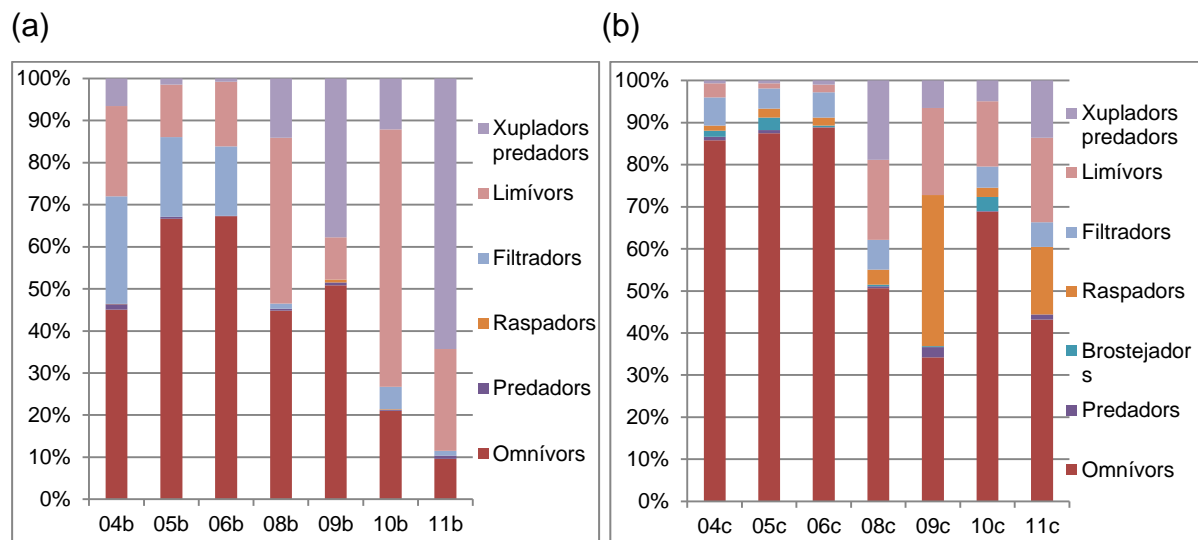 (a)
100%
90%
80%
70%
60%
50%
40%
30%
20%
10%
0%
04b 05b 06b 08b 09b 10b 11b
Xupladors
predadors
Limívors
Filtradors
Raspadors
Predadors
Omnívors
(b)
100%
90%
80%
70%
60%
50%
40%
30%
20%
10%
0%
04c 05c 06c 08c 09c 10c 11c
Xupladors
predadors
Limívors
Filtradors
Raspadors
Brostejador
s
Predadors
Omnívors